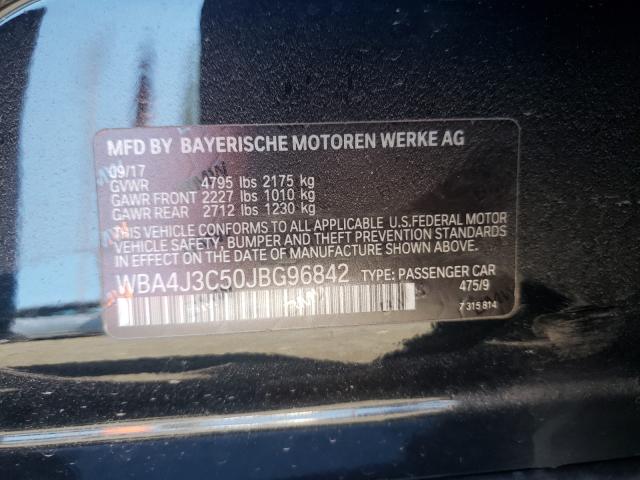 MFD BY BAYERISCHE MOTOREN WERKE AG
09/17
GVWR 4795 lbs 2175 kg
GAWR FRONT 2227 lbs 1010 kg
GAWR REAR 2712 lbs 1230 kg
THIS VEHICLE CONFORMS TO ALL APPLICABLE U.S.FEDERAL MOTOR
VEHICLE SAFETY, BUMPER AND THEFT PREVENTION STANDARDS
IN EFFECT ON THE DATE OF MANUFACTURE SHOWN ABOVE.
WBA4J3C50JBG96842 TYPE: PASSENGER CAR
475/9
7 315 814